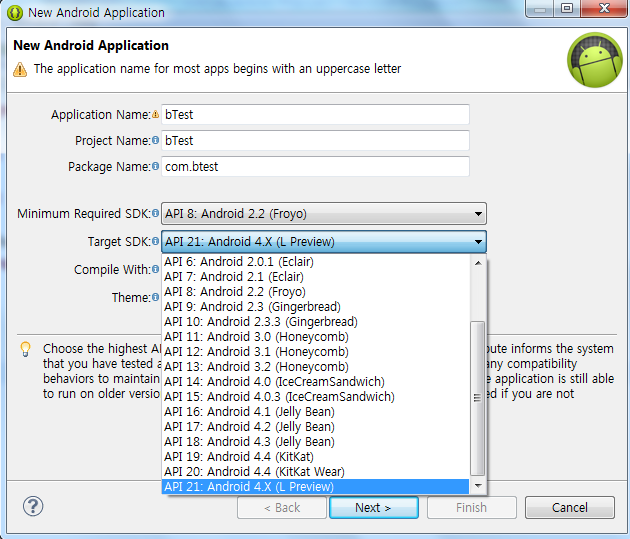 New Android Application
New Android Application
The application name for most apps begins with an uppercase letter
Application Name: bTest
Project Name: bTest
Package Name: com.btest
Minimum Required SDK: API 8: Android 2.2 (Froyo)
Target SDK: API 21: Android 4.X (L Preview)
Compile With:
Theme:
API 6: Android 2.0.1 (Eclair)
API 7: Android 2.1 (Eclair)
API 8: Android 2.2 (Froyo)
API 9: Android 2.3 (Gingerbread)
API 10: Android 2.3.3 (Gingerbread)
API 11: Android 3.0 (Honeycomb)
API 12: Android 3.1 (Honeycomb)
API 13: Android 3.2 (Honeycomb)
API 14: Android 4.0 (IceCreamSandwich)
API 15: Android 4.0.3 (IceCreamSandwich)
API 16: Android 4.1 (Jelly Bean)
API 17: Android 4.2 (Jelly Bean)
API 18: Android 4.3 (Jelly Bean)
API 19: Android 4.4 (KitKat)
API 20: Android 4.4 (KitKat Wear)
API 21: Android 4.X (L Preview)
Choose the highest A bute informs the system
that you have tested a any compatibility
behaviors to maintain e application is still able
to run on older versio ed if you are not
< Back
Next >
Finish
Cancel